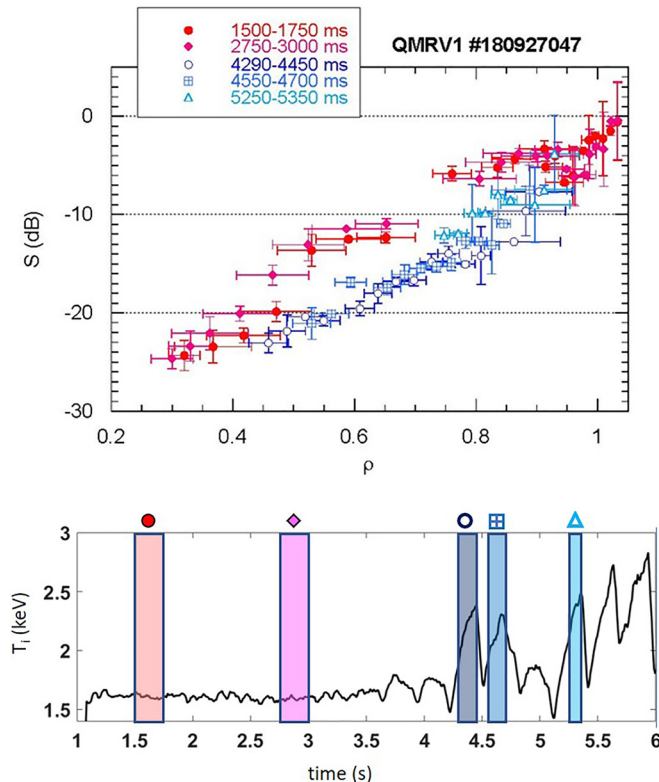 1500-1750 ms
2750-3000 ms
4290-4450 ms
4550-4700 ms
5250-5350 ms
QMRV1 #180927047
0
-10
-20
-30
S (dB)
0.2 0.4 0.6 0.8 1
ρ
3
2.5
2
1.5
Ti (keV)
1 1.5 2 2.5 3 3.5 4 4.5 5 5.5 6
time (s)